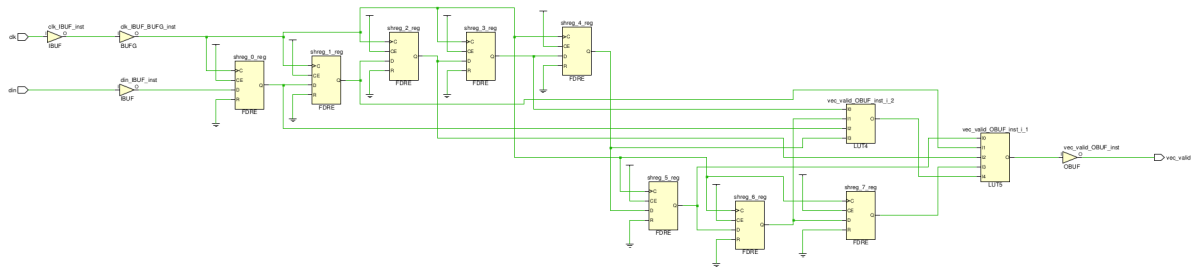 clk
clk_IBUF_inst
I
O
IBUF
clk_IBUF_BUFG_inst
I
O
BUFG
din
din_IBUF_inst
I
O
IBUF
shreg_0_reg
C
CE
D
R
Q
FDRE
shreg_1_reg
C
CE
D
R
Q
FDRE
shreg_2_reg
C
CE
D
R
Q
FDRE
shreg_3_reg
C
CE
D
R
Q
FDRE
shreg_4_reg
C
CE
D
R
Q
FDRE
shreg_5_reg
C
CE
D
R
Q
FDRE
shreg_6_reg
C
CE
D
R
Q
FDRE
shreg_7_reg
C
CE
D
R
Q
FDRE
vec_valid_OBUF_inst_i_2
I0
I1
I2
I3
O
LUT4
vec_valid_OBUF_inst_i_1
I0
I1
I2
I3
I4
O
LUT5
vec_valid_OBUF_inst
I
O
OBUF
vec_valid